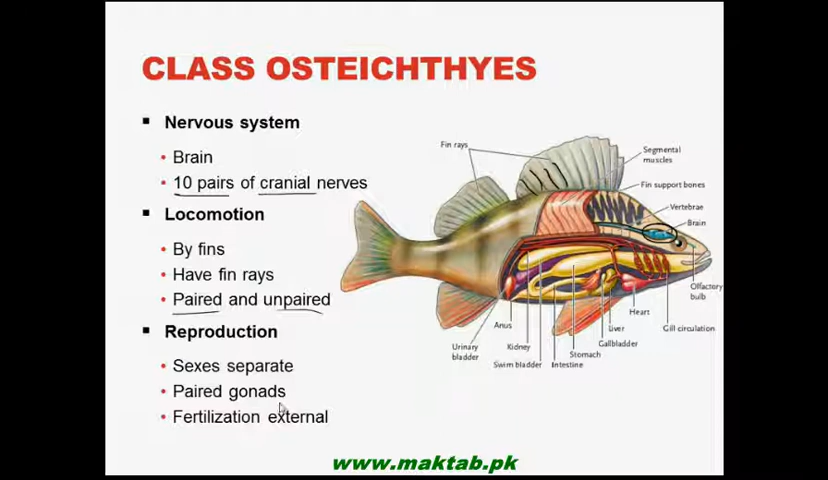 CLASS OSTEICHTHYES
Nervous system
Brain
10 pairs of cranial nerves
Locomotion
By fins
Have fin rays
Paired and unpaired
Reproduction
Sexes separate
Paired gonads
Fertilization external
Fin rays
Segmental
muscles
Fin support bones
Vertebrae
Brain
Olfactory
bulb
Gill circulation
Heart
Liver
Gallbladder
Stomach
Intestine
Swim bladder
Kidney
Anus
Urinary
bladder
www.maktab.pk